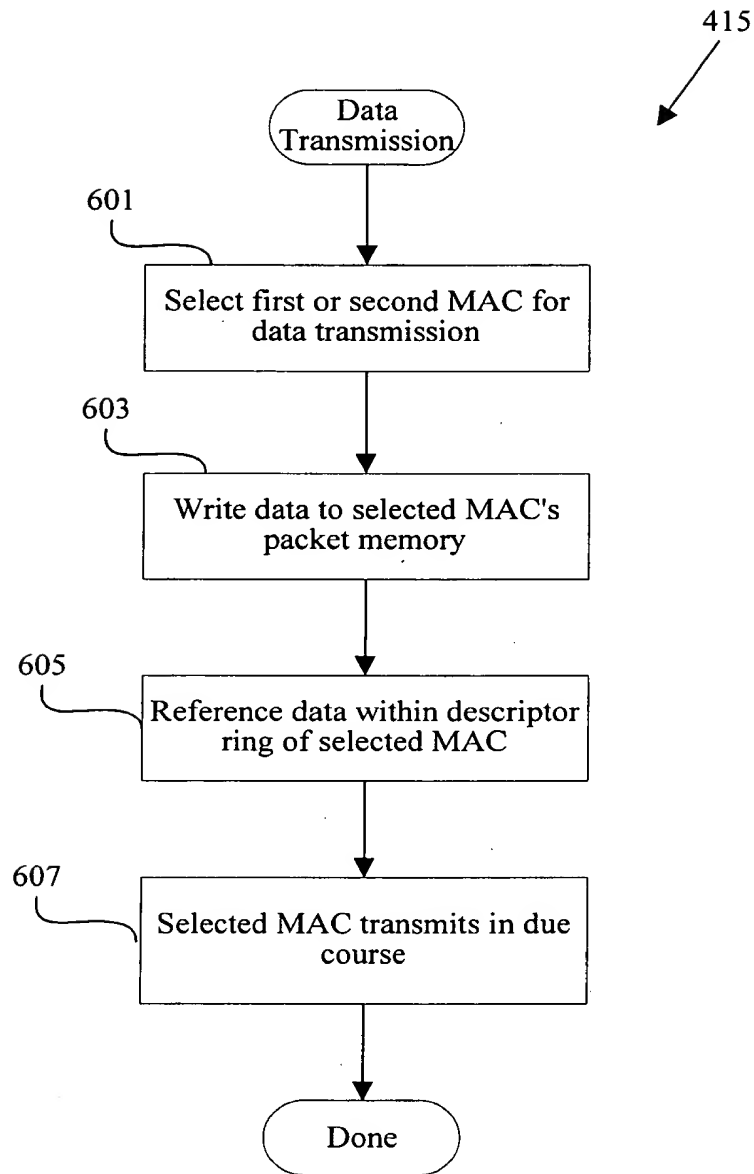 415
Data
Transmission
601
Select first or second MAC for
data transmission
603
Write data to selected MAC's
packet memory
605
Reference data within descriptor
ring of selected MAC
607
Selected MAC transmits in due
course
Done